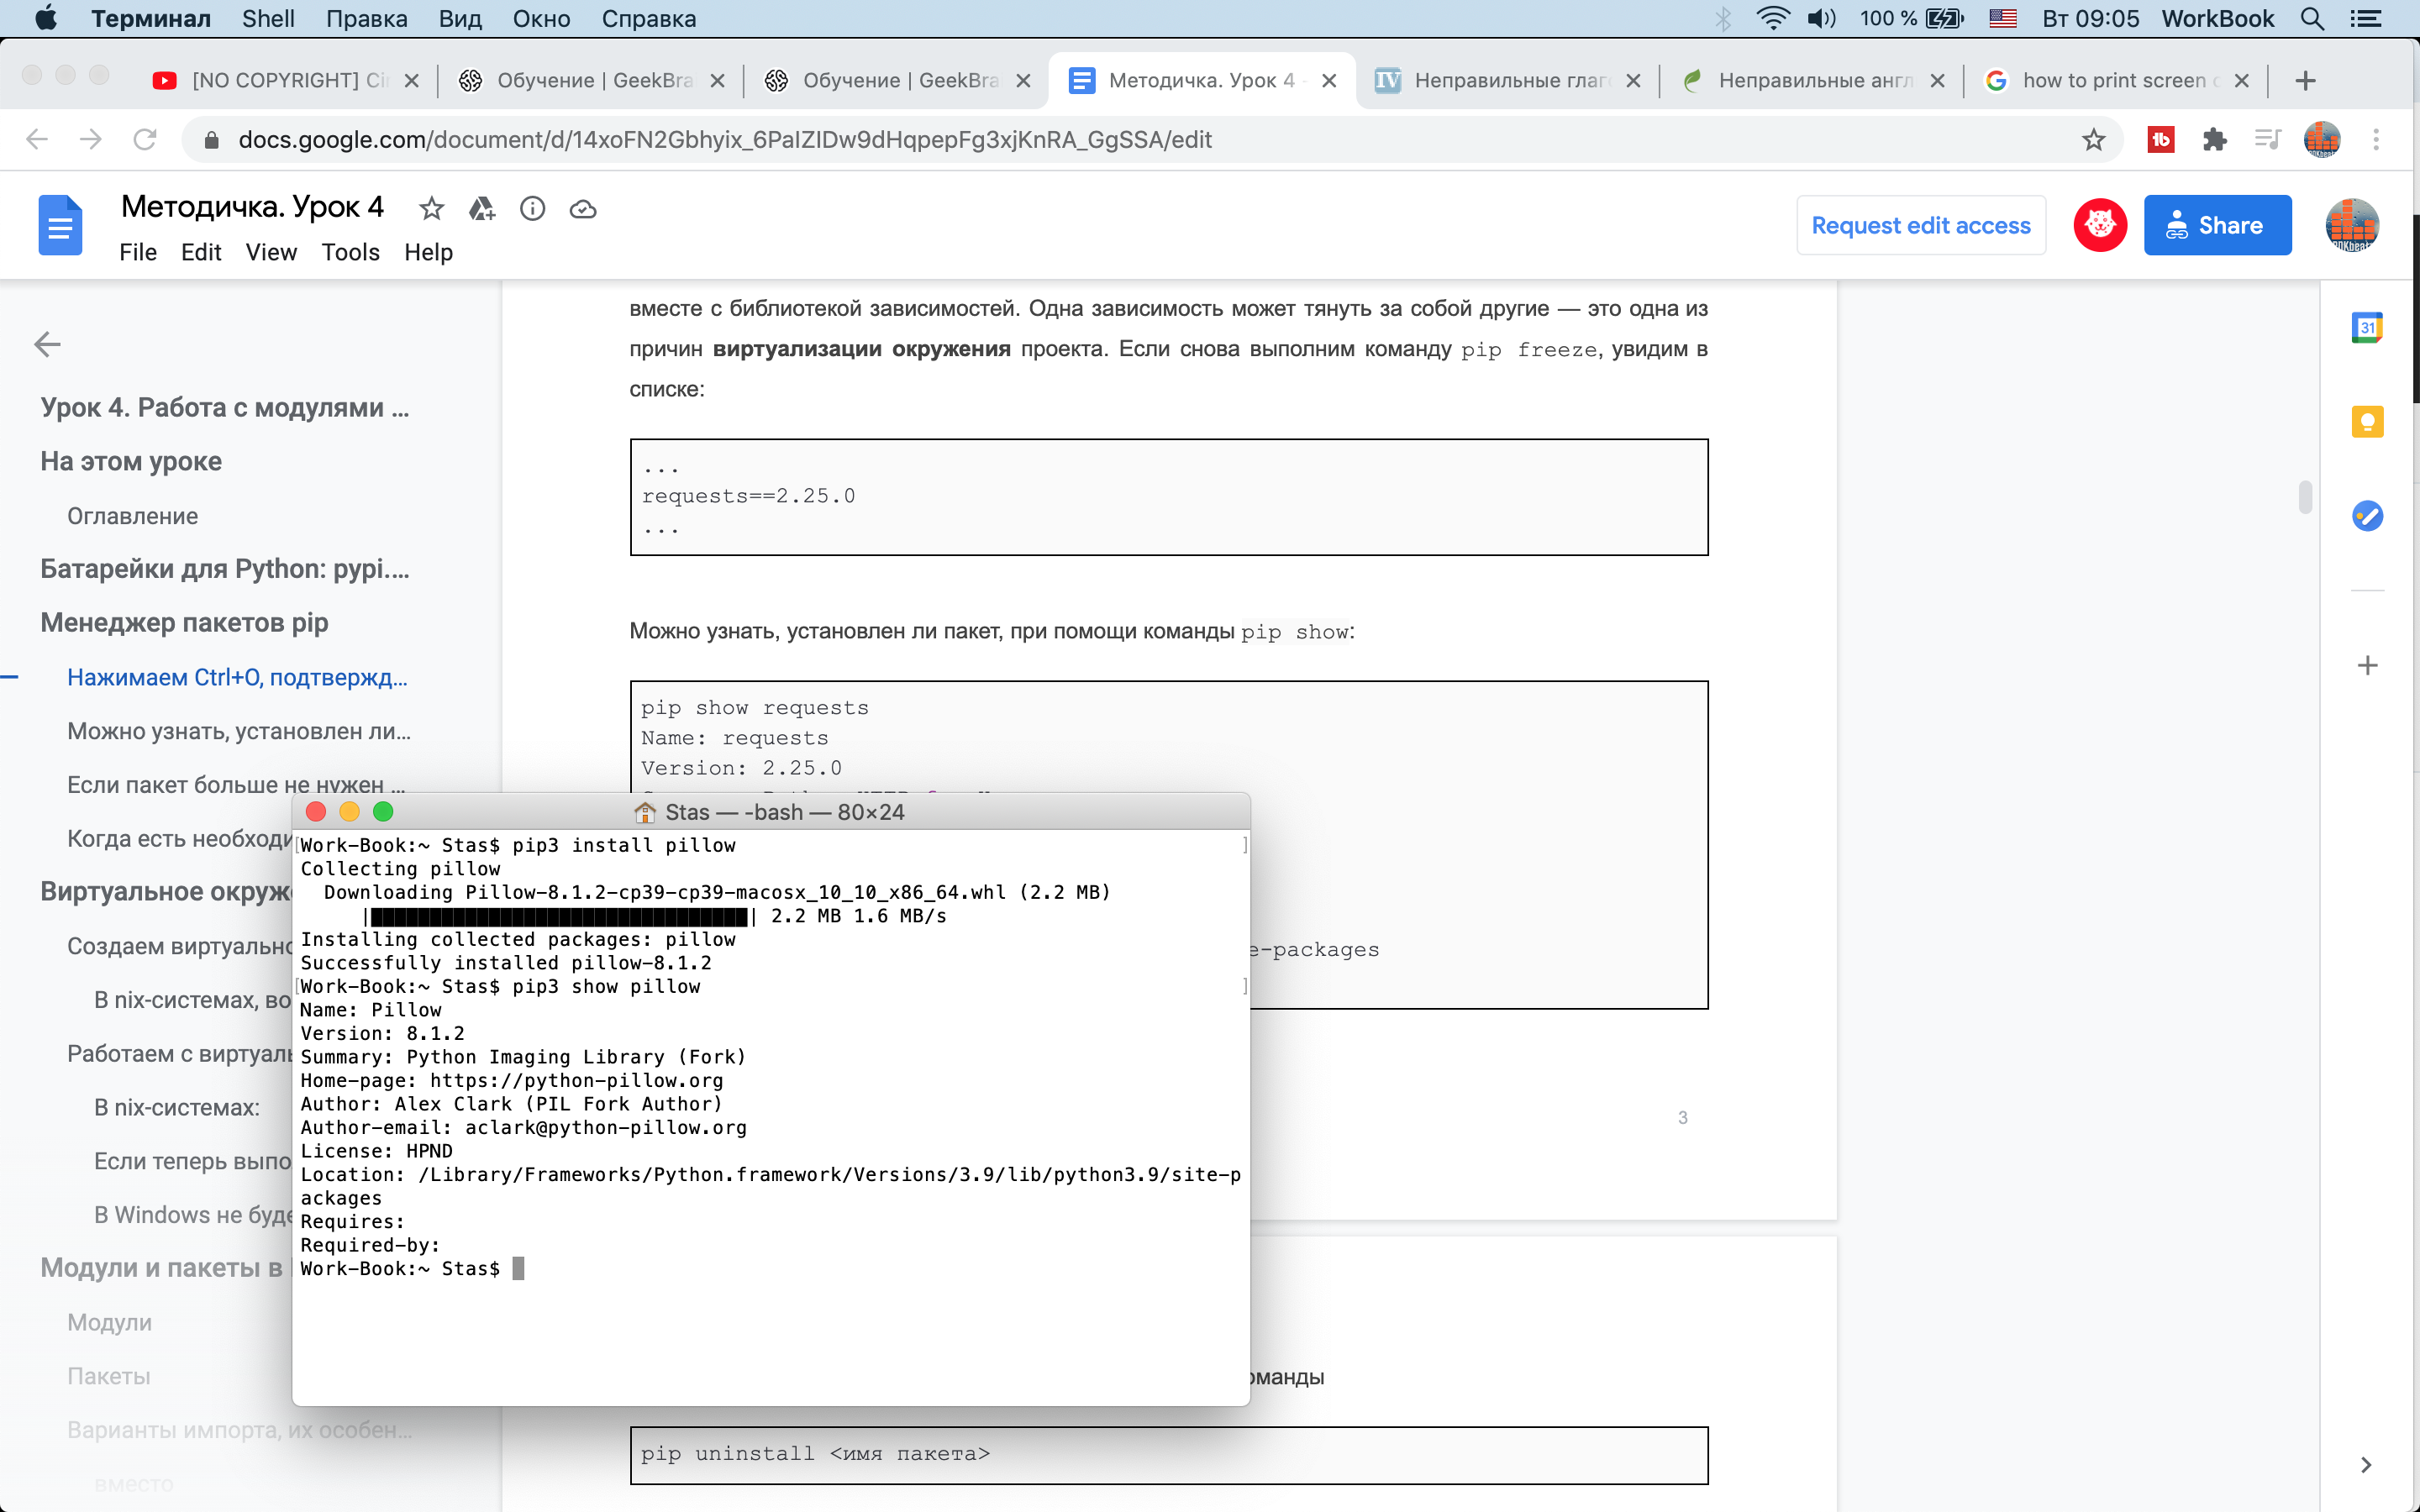 Терминал Shell Правка Вид Окно Справка 100 % Вт 09:05 WorkBook
[NO COPYRIGHT] Обучение | GeekBra Обучение | GeekBra Методичка. Урок 4 - Неправильные глаг Неправильные англ how to print screen
docs.google.com/document/d/14xoFN2Gbhyix_6PaIZIDw9dHqpepFg3xjKnRA_GgSSA/edit
Методичка. Урок 4
File Edit View Tools Help
Request edit access
Share
31
Урок 4. Работа с модулями ...
На этом уроке
Оглавление
Батарейки для Python: pypi....
Менеджер пакетов pip
Нажимаем Ctrl+O, подтвержд...
Можно узнать, установлен ли...
Если пакет больше не нужен ...
Когда есть необходи
Виртуальное окруж
Создаем виртуально
В nix-системах, во
Работаем с виртуаль
В nix-системах:
Если теперь выпо
В Windows не буде
Модули и пакеты в
Модули
Пакеты
Варианты импорта, их особен...
вместо
вместе с библиотекой зависимостей. Одна зависимость может тянуть за собой другие — это одна из
причин виртуализации окружения проекта. Если снова выполним команду pip freeze, увидим в
списке:
...
requests==2.25.0
...
Можно узнать, установлен ли пакет, при помощи команды pip show:
pip show requests
Name: requests
Version: 2.25.0
e-packages
3
оманды
pip uninstall <имя пакета>
Stas — -bash — 80×24
[Work-Book:~ Stas$ pip3 install pillow ]
Collecting pillow
Downloading Pillow-8.1.2-cp39-cp39-macosx_10_10_x86_64.whl (2.2 MB)
|████████████████████████████████| 2.2 MB 1.6 MB/s
Installing collected packages: pillow
Successfully installed pillow-8.1.2
[Work-Book:~ Stas$ pip3 show pillow ]
Name: Pillow
Version: 8.1.2
Summary: Python Imaging Library (Fork)
Home-page: https://python-pillow.org
Author: Alex Clark (PIL Fork Author)
Author-email: aclark@python-pillow.org
License: HPND
Location: /Library/Frameworks/Python.framework/Versions/3.9/lib/python3.9/site-p
ackages
Requires:
Required-by:
Work-Book:~ Stas$